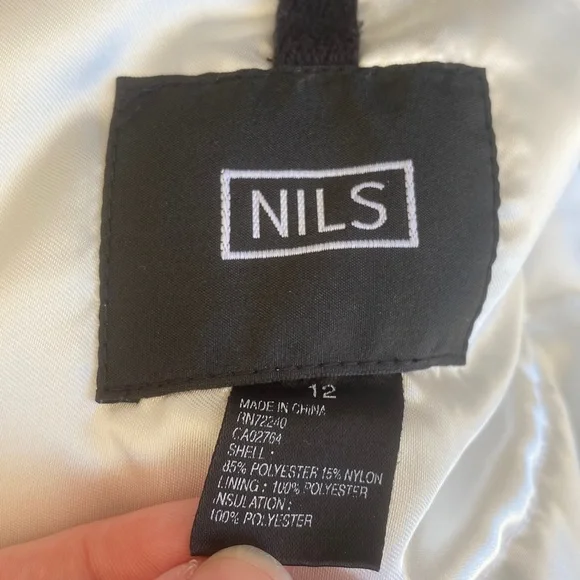 NILS
12
MADE IN CHINA
RN72240
CA02764
SHELL :
85% POLYESTER 15% NYLON
LINING : 100% POLYESTER
INSULATION :
100% POLYESTER